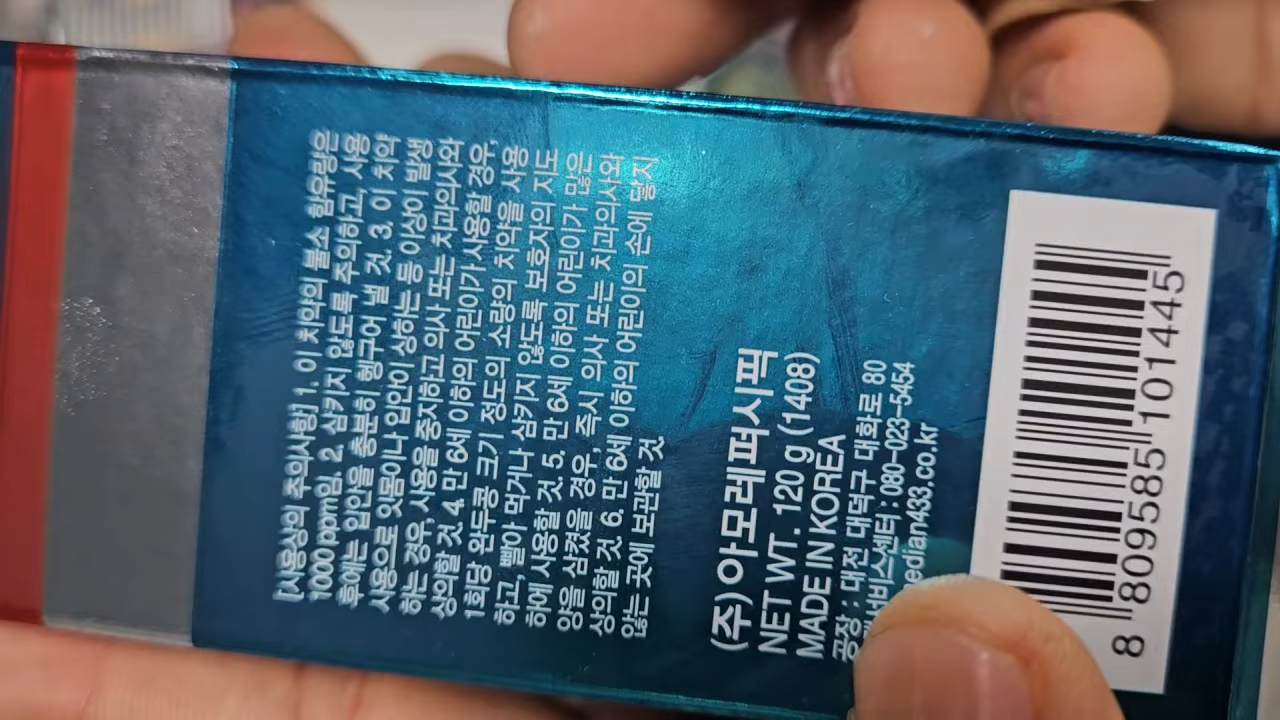 [사용상의 주의사항] 1. 이 치약의 불소 함유량은
1000 ppm임. 2. 삼키지 않도록 주의하고, 사용
후에는 입안을 충분히 헹구어 낼 것. 3. 이 치약
사용으로 잇몸이나 입안이 상하는 등 이상이 발생
하는 경우, 사용을 중지하고 의사 또는 치과의사와
상의할 것. 4. 만 6세 이하의 어린이가 사용할 경우,
1회당 완두콩 크기 정도의 소량의 치약을 사용
하고, 빨아 먹거나 삼키지 않도록 보호자의 지도
하에 사용할 것. 5. 만 6세 이하의 어린이가 많은
양을 삼켰을 경우, 즉시 의사 또는 치과의사와
상의할 것. 6. 만 6세 이하의 어린이의 손에 닿지
않는 곳에 보관할 것
(주)아모레퍼시픽
NET WT. 120 g (1408)
MADE IN KOREA
공장 : 대전 대덕구 대화로 80
서비스센터 : 080-023-5454
edian433.co.kr
8 809585 101445